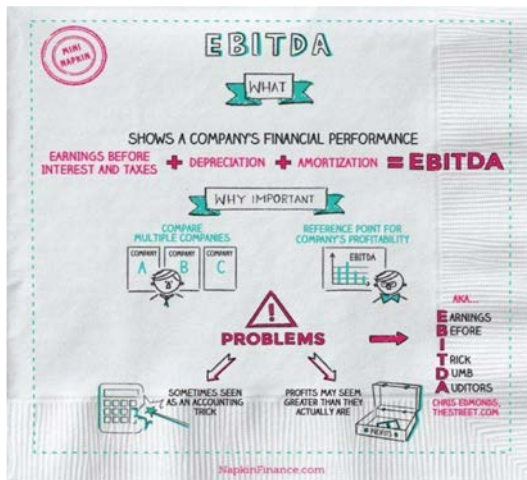 MINI
NAPKIN
EBITDA
WHAT
SHOWS A COMPANY'S FINANCIAL PERFORMANCE
EARNINGS BEFORE
INTEREST AND TAXES + DEPRECIATION + AMORTIZATION = EBITDA
WHY IMPORTANT
COMPARE
MULTIPLE COMPANIES
COMPANY COMPANY COMPANY
A B C
REFERENCE POINT FOR
COMPANY'S PROFITABILITY
EBITDA
PROBLEMS
AKA...
EARNINGS
BEFORE
I
TRICK
DUMB
AUDITORS
CHRIS EDMONDS,
THESTREET.COM
SOMETIMES SEEN
AS AN ACCOUNTING
TRICK
PROFITS MAY SEEM
GREATER THAN THEY
ACTUALLY ARE
PROFITS
NapkinFinance.com